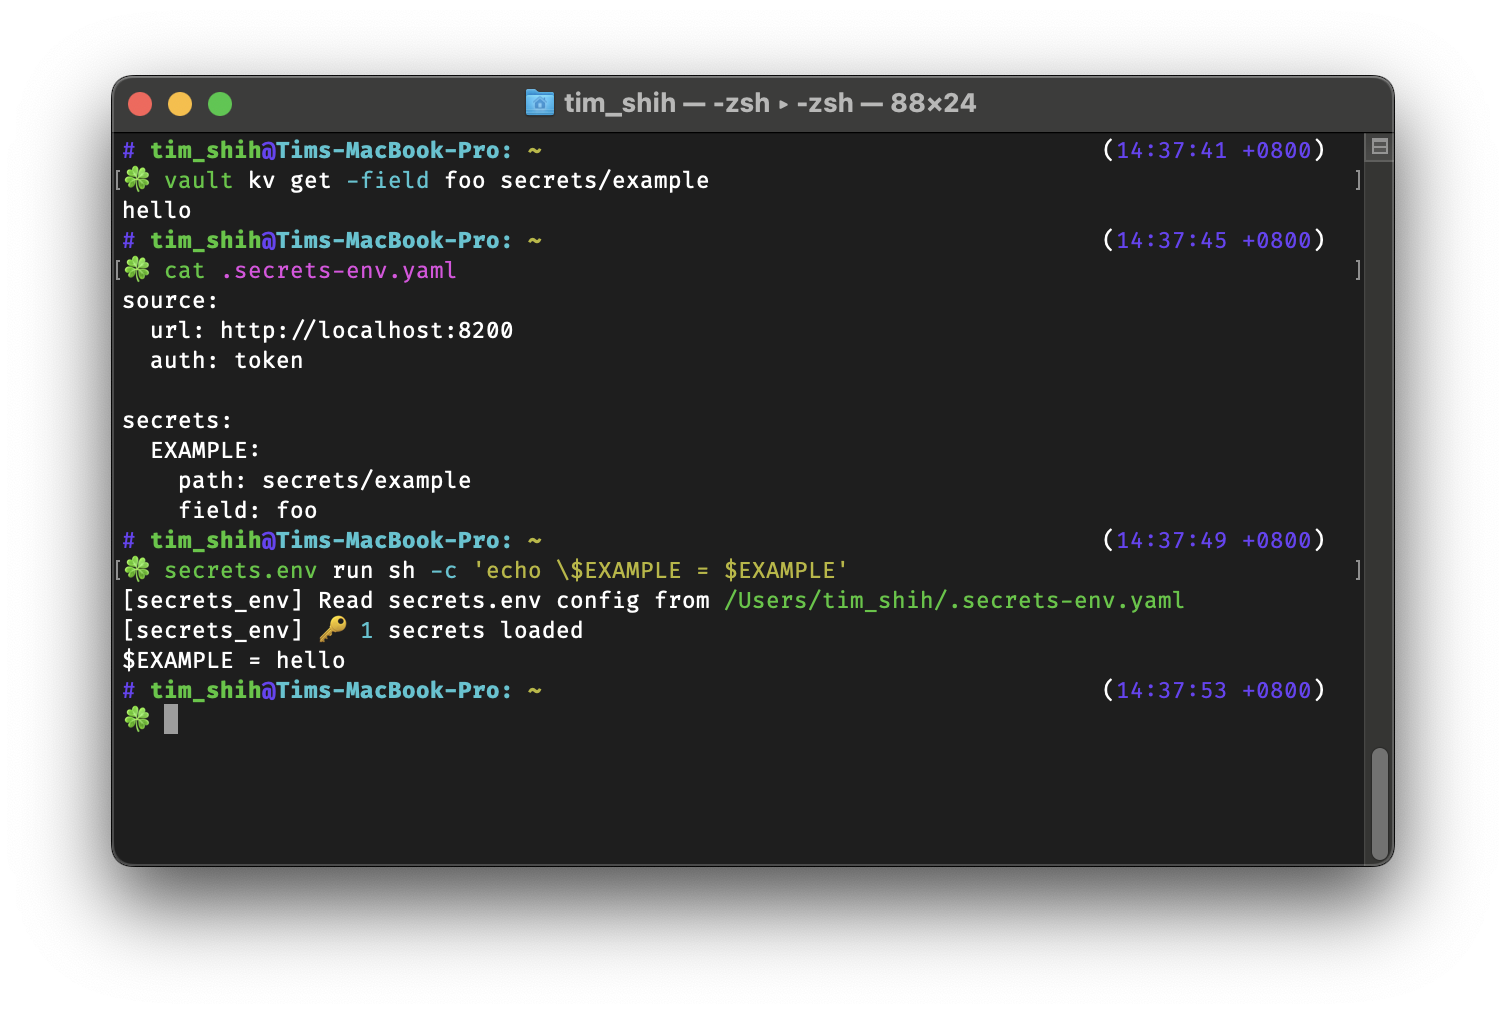 tim_shih — -zsh ▸ -zsh — 88×24
# tim_shih@Tims-MacBook-Pro: ~ (14:37:41 +0800)
[🍀 vault kv get -field foo secrets/example ]
hello
# tim_shih@Tims-MacBook-Pro: ~ (14:37:45 +0800)
[🍀 cat .secrets-env.yaml ]
source:
  url: http://localhost:8200
  auth: token

secrets:
  EXAMPLE:
    path: secrets/example
    field: foo
# tim_shih@Tims-MacBook-Pro: ~ (14:37:49 +0800)
[🍀 secrets.env run sh -c 'echo \$EXAMPLE = $EXAMPLE' ]
[secrets_env] Read secrets.env config from /Users/tim_shih/.secrets-env.yaml
[secrets_env] 🔑 1 secrets loaded
$EXAMPLE = hello
# tim_shih@Tims-MacBook-Pro: ~ (14:37:53 +0800)
🍀